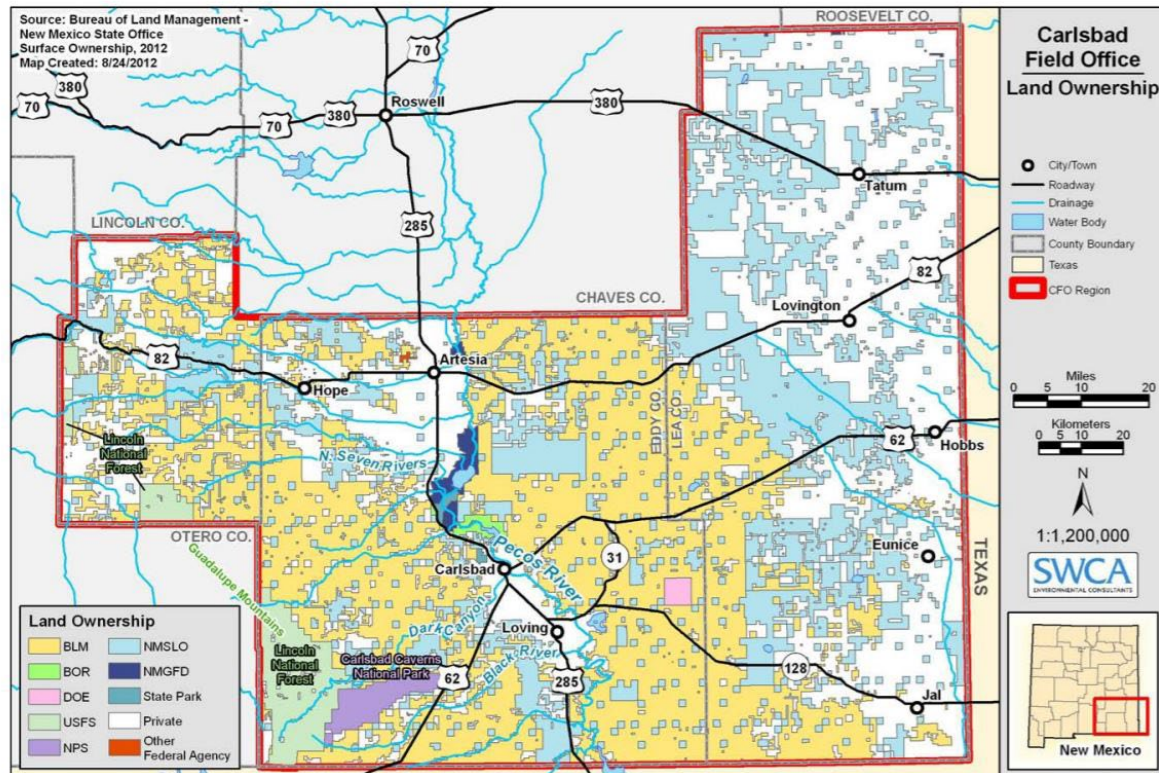 Source: Bureau of Land Management -
New Mexico State Office
Surface Ownership, 2012
Map Created: 8/24/2012
ROOSEVELT CO.
70
380
70
380
Roswell
380
70
380
70
285
Tatum
LINCOLN CO.
CHAVES CO.
82
Lovington
82
Artesia
Hope
EDDY CO.
LEA CO.
62
Hobbs
Lincoln
National
Forest
N. Seven Rivers
OTERO CO.
Guadalupe Mountains
Pecos River
31
Eunice
TEXAS
Carlsbad
Dark Canyon
Loving
Black River
Lincoln
National
Forest
Carlsbad Caverns
National Park
62
285
128
Jal
Land Ownership
BLM
BOR
DOE
USFS
NPS
NMSLO
NMGFD
State Park
Private
Other
Federal Agency
Carlsbad
Field Office
Land Ownership
City/Town
Roadway
Drainage
Water Body
County Boundary
Texas
CFO Region
Miles
0 5 10 20
Kilometers
0 5 10 20
N
1:1,200,000
SWCA
ENVIRONMENTAL CONSULTANTS
New Mexico